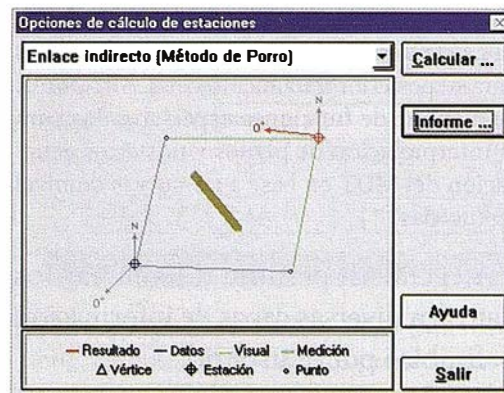 Opciones de cálculo de estaciones
Enlace indirecto (Método de Porro)
Calcular ...
Informe ...
N
0°
N
0°
Resultado Datos Visual Medición
Vértice Estación Punto
Ayuda
Salir